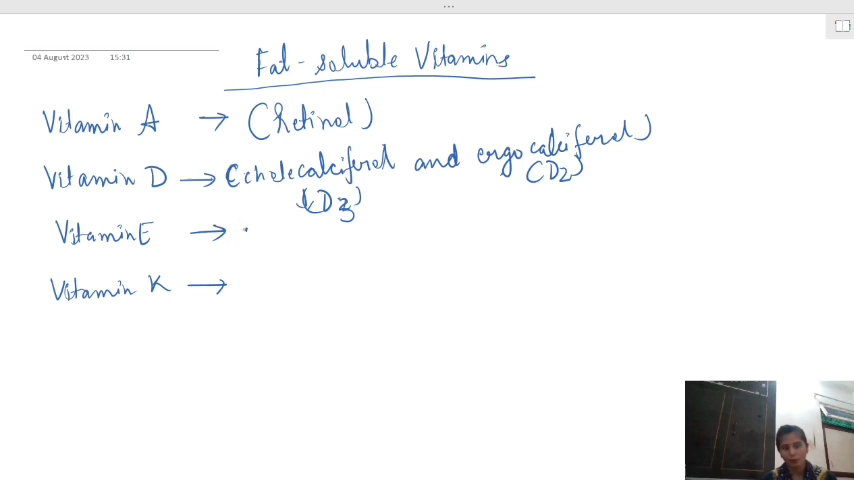 04 August 2023 15:31
Fat-soluble Vitamins
Vitamin A → (Retinol)
Vitamin D → (cholecalciferol and ergocalciferol)
(D3) (D2)
Vitamin E →
Vitamin K →